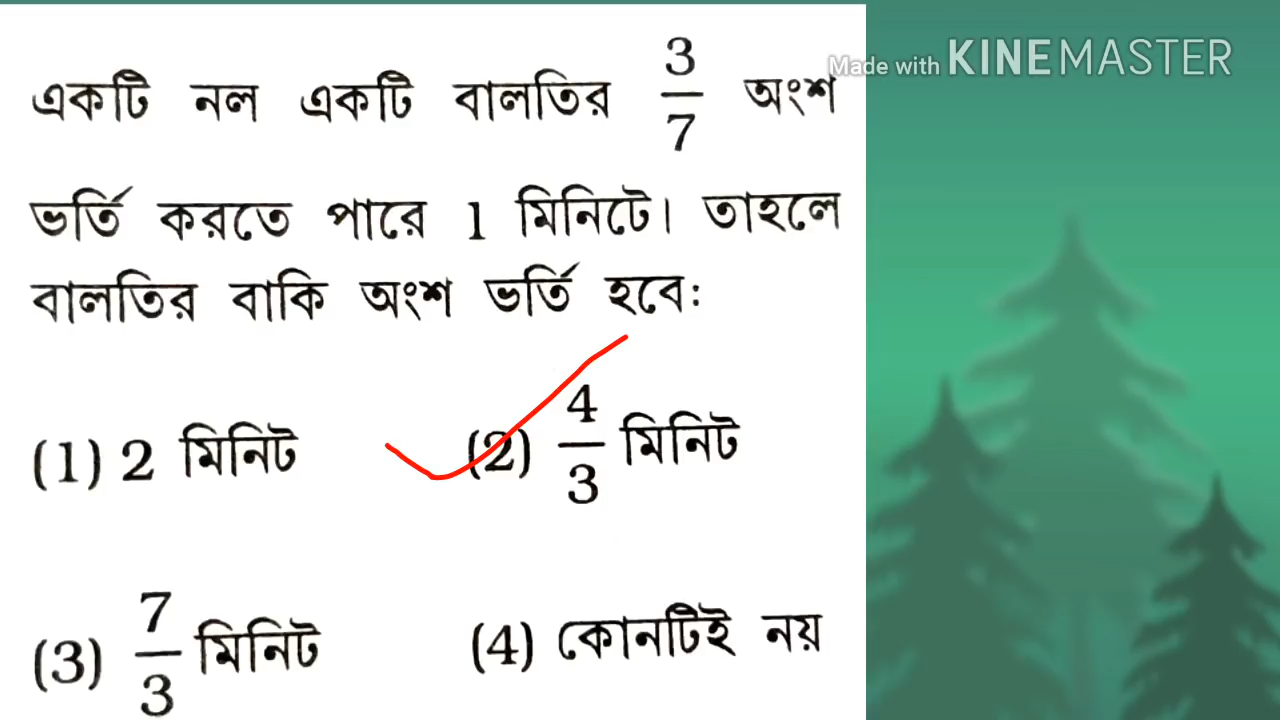 একটি নল একটি বালতির 3/7 অংশ
Made with KINEMASTER
ভর্তি করতে পারে 1 মিনিটে। তাহলে
বালতির বাকি অংশ ভর্তি হবেঃ
(1) 2 মিনিট (2) 4/3 মিনিট
(3) 7/3 মিনিট (4) কোনটিই নয়